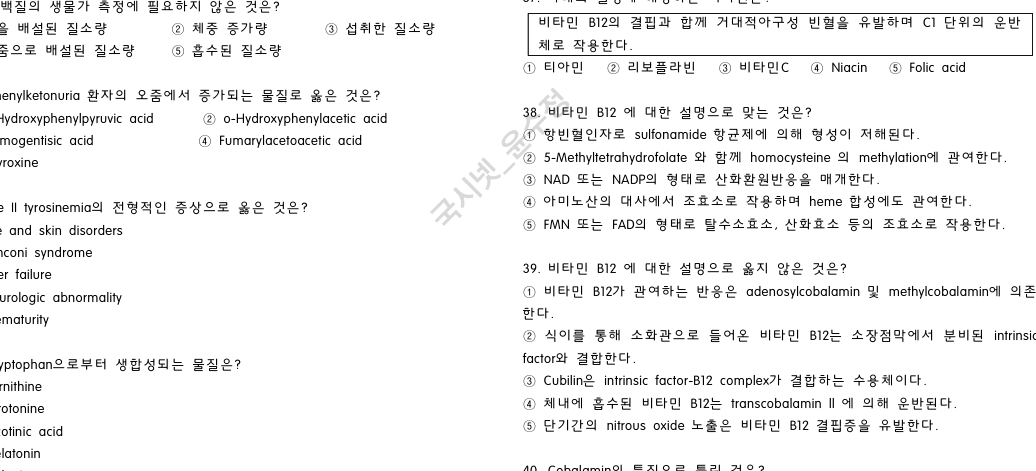 백질의 생물가 측정에 필요하지 않은 것은?
을 배설된 질소량 ② 체중 증가량 ③ 섭취한 질소량
줌으로 배설된 질소량 ⑤ 흡수된 질소량
enylketonuria 환자의 오줌에서 증가되는 물질로 옳은 것은?
Hydroxyphenylpyruvic acid ② o-Hydroxyphenylacetic acid
mogentisic acid ④ Fumarylacetoacetic acid
yroxine
e II tyrosinemia의 전형적인 증상으로 옳은 것은?
e and skin disorders
nconi syndrome
er failure
urologic abnormality
ematurity
yptophan으로부터 생합성되는 물질은?
rnithine
rotonine
cotinic acid
elatonin
비타민 B12의 결핍과 함께 거대적아구성 빈혈을 유발하며 C1 단위의 운반
체로 작용한다.
① 티아민 ② 리보플라빈 ③ 비타민C ④ Niacin ⑤ Folic acid
38. 비타민 B12 에 대한 설명으로 맞는 것은?
① 항빈혈인자로 sulfonamide 항균제에 의해 형성이 저해된다.
② 5-Methyltetrahydrofolate 와 함께 homocysteine 의 methylation에 관여한다.
③ NAD 또는 NADP의 형태로 산화환원반응을 매개한다.
④ 아미노산의 대사에서 조효소로 작용하며 heme 합성에도 관여한다.
⑤ FMN 또는 FAD의 형태로 탈수소효소, 산화효소 등의 조효소로 작용한다.
39. 비타민 B12 에 대한 설명으로 옳지 않은 것은?
① 비타민 B12가 관여하는 반응은 adenosylcobalamin 및 methylcobalamin에 의존
한다.
② 식이를 통해 소화관으로 들어온 비타민 B12는 소장점막에서 분비된 intrinsic
factor와 결합한다.
③ Cubilin은 intrinsic factor-B12 complex가 결합하는 수용체이다.
④ 체내에 흡수된 비타민 B12는 transcobalamin II 에 의해 운반된다.
⑤ 단기간의 nitrous oxide 노출은 비타민 B12 결핍증을 유발한다.
40. Cobalamin의 특징으로 틀린 것은?
국시넷_윤수정